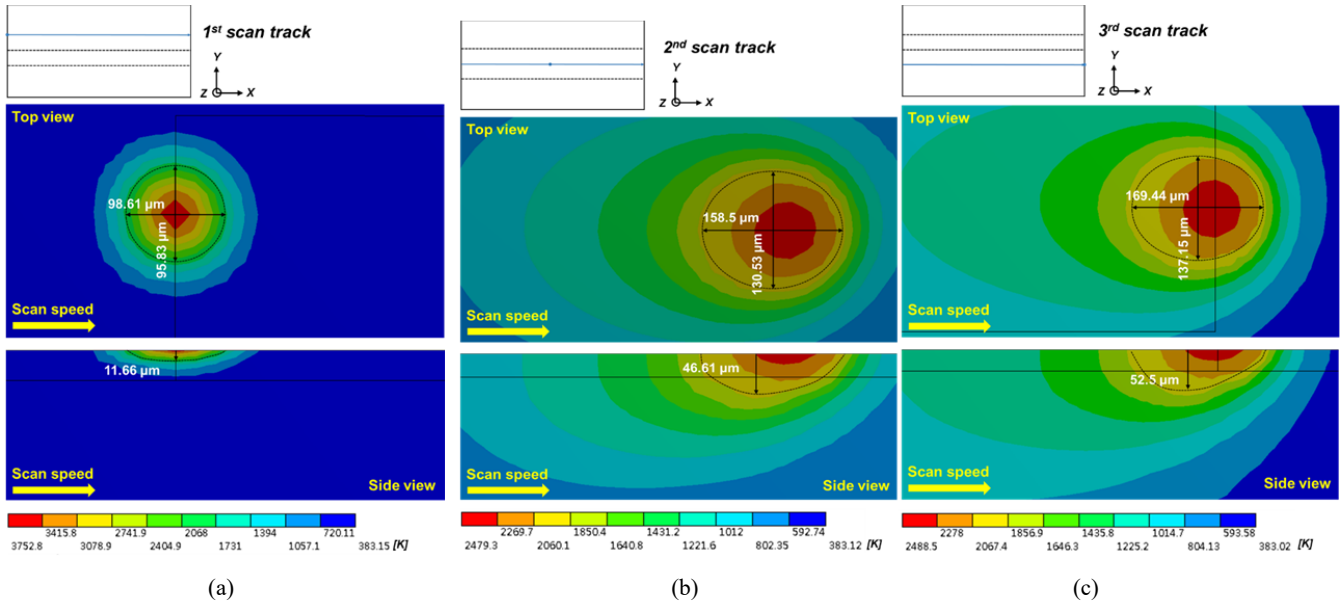 1st scan track
Y
Z
X
Top view
98.61 µm
95.83 µm
Scan speed
11.66 µm
Scan speed
Side view
3415.8 2741.9 2068 1394 720.11
3752.8 3078.9 2404.9 1731 1057.1 383.15 [K]
(a)
2nd scan track
Y
Z
X
Top view
158.5 µm
130.53 µm
Scan speed
46.61 µm
Scan speed
Side view
2269.7 1850.4 1431.2 1012 592.74
2479.3 2060.1 1640.8 1221.6 802.35 383.12 [K]
(b)
3rd scan track
Y
Z
X
Top view
169.44 µm
137.15 µm
Scan speed
52.5 µm
Scan speed
Side view
2278 1856.9 1435.8 1014.7 593.58
2488.5 2067.4 1646.3 1225.2 804.13 383.02 [K]
(c)